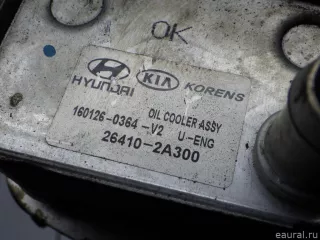 OK
HYUNDAI KIA KORENS
OIL COOLER ASSY
160126-0364-V2 U-ENG
26410-2A300
eaural.ru